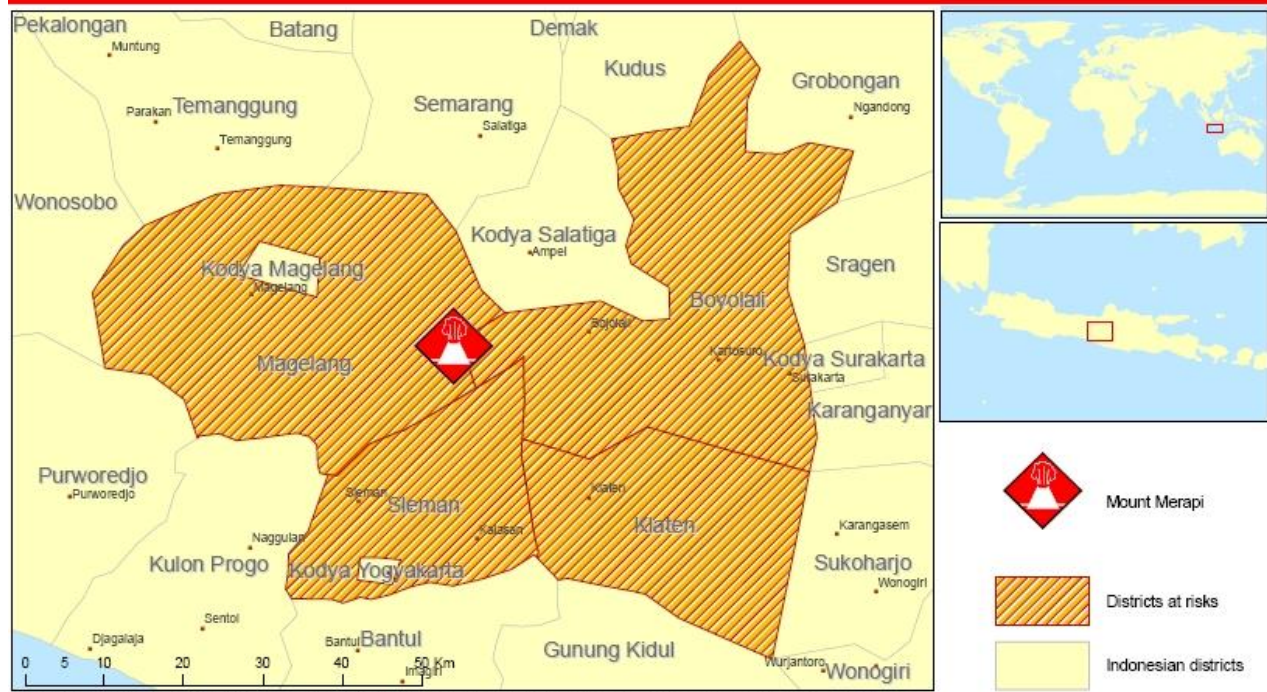 Pekalongan
Batang
Demak
Muntung
Kudus
Grobongan
Parakan
Temanggung
Semarang
Ngandong
Salatiga
Temanggung
Wonosobo
Kodya Salatiga
Ampel
Kodya Magelang
Sragen
Magelang
Boyolali
Bojolali
Magelang
Kartosuro
Kodya Surakarta
Surakarta
Karanganyar
Purworedjo
Purworedjo
Sleman
Sleman
Klaten
Klaten
Kalasan
Karangasem
Naggulan
Kulon Progo
Kodya Yogyakarta
Sukoharjo
Wonogiri
Sentol
Djagalaja
Bantul
Bantul
Gunung Kidul
Wurjantoro
Wonogiri
Imagiri
0 5 10 20 30 40 50 Km
Mount Merapi
Districts at risks
Indonesian districts